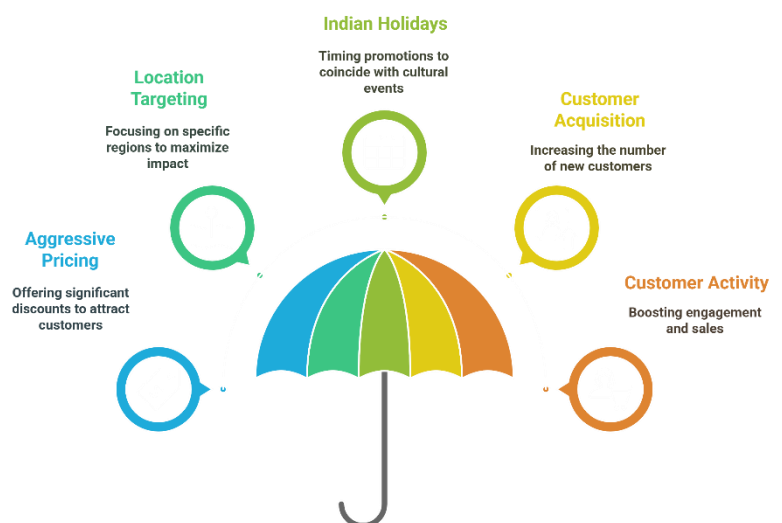 Indian Holidays
Timing promotions to
coincide with cultural
events
Location
Targeting
Focusing on specific
regions to maximize
impact
Customer
Acquisition
Increasing the number
of new customers
Aggressive
Pricing
Offering significant
discounts to attract
customers
Customer Activity
Boosting engagement
and sales